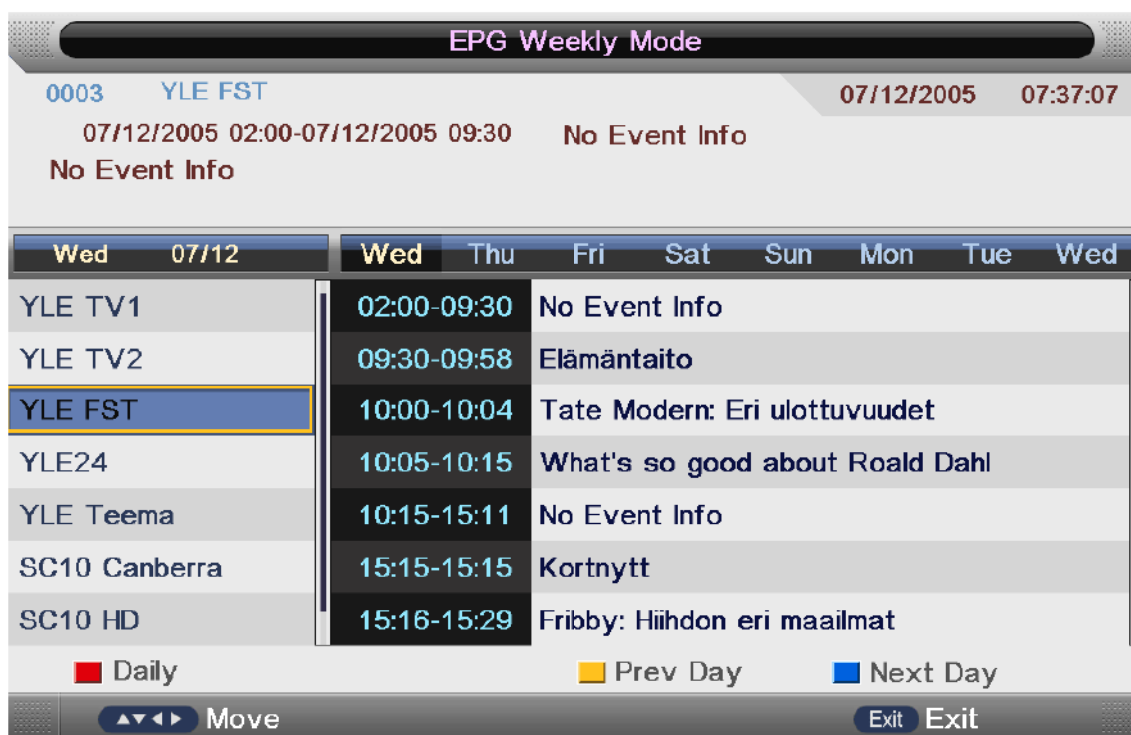 EPG Weekly Mode
0003 YLE FST 07/12/2005 07:37:07
07/12/2005 02:00-07/12/2005 09:30 No Event Info
No Event Info
Wed 07/12 Wed Thu Fri Sat Sun Mon Tue Wed
YLE TV1 02:00-09:30 No Event Info
YLE TV2 09:30-09:58 Elämäntaito
YLE FST 10:00-10:04 Tate Modern: Eri ulottuvuudet
YLE24 10:05-10:15 What's so good about Roald Dahl
YLE Teema 10:15-15:11 No Event Info
SC10 Canberra 15:15-15:15 Kortnytt
SC10 HD 15:16-15:29 Fribby: Hiihdon eri maailmat
Daily Prev Day Next Day
Move Exit Exit